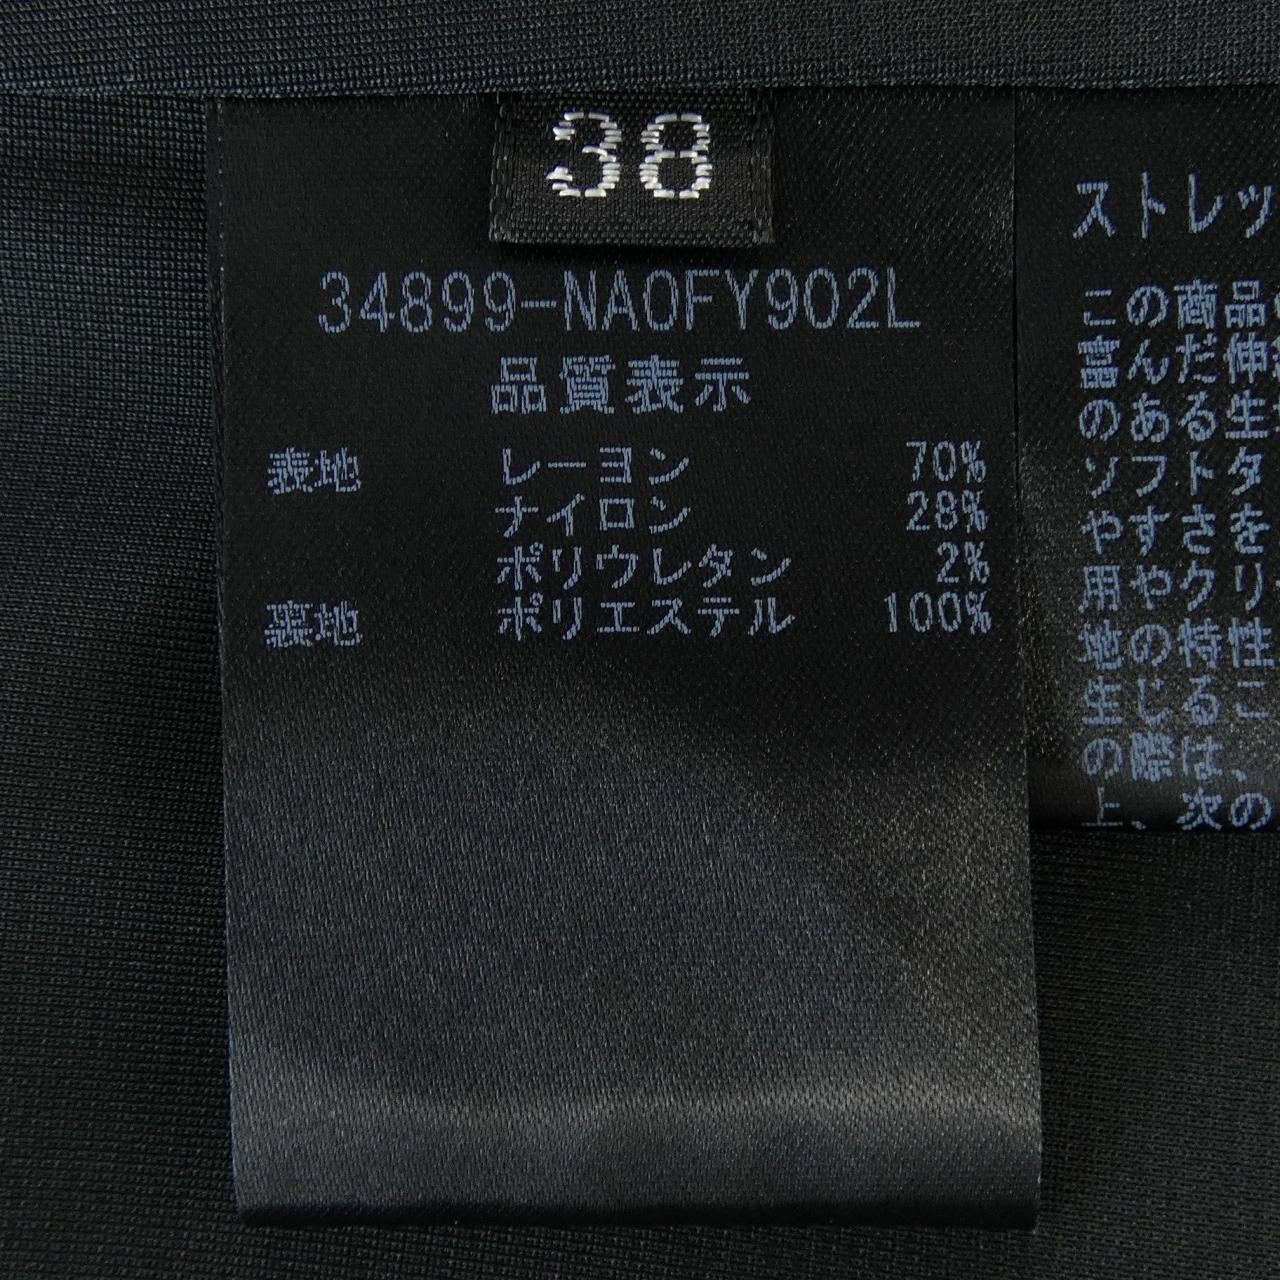 38
34899-NA0FY902L
品質表示
表地 レーヨン 70%
ナイロン 28%
ポリウレタン 2%
裏地 ポリエステル 100%
ストレッ
この商品
富んだ伸
のある生
ソフトタ
やすさを
用やクリ
地の特性
生じるこ
の際は、
上、次の